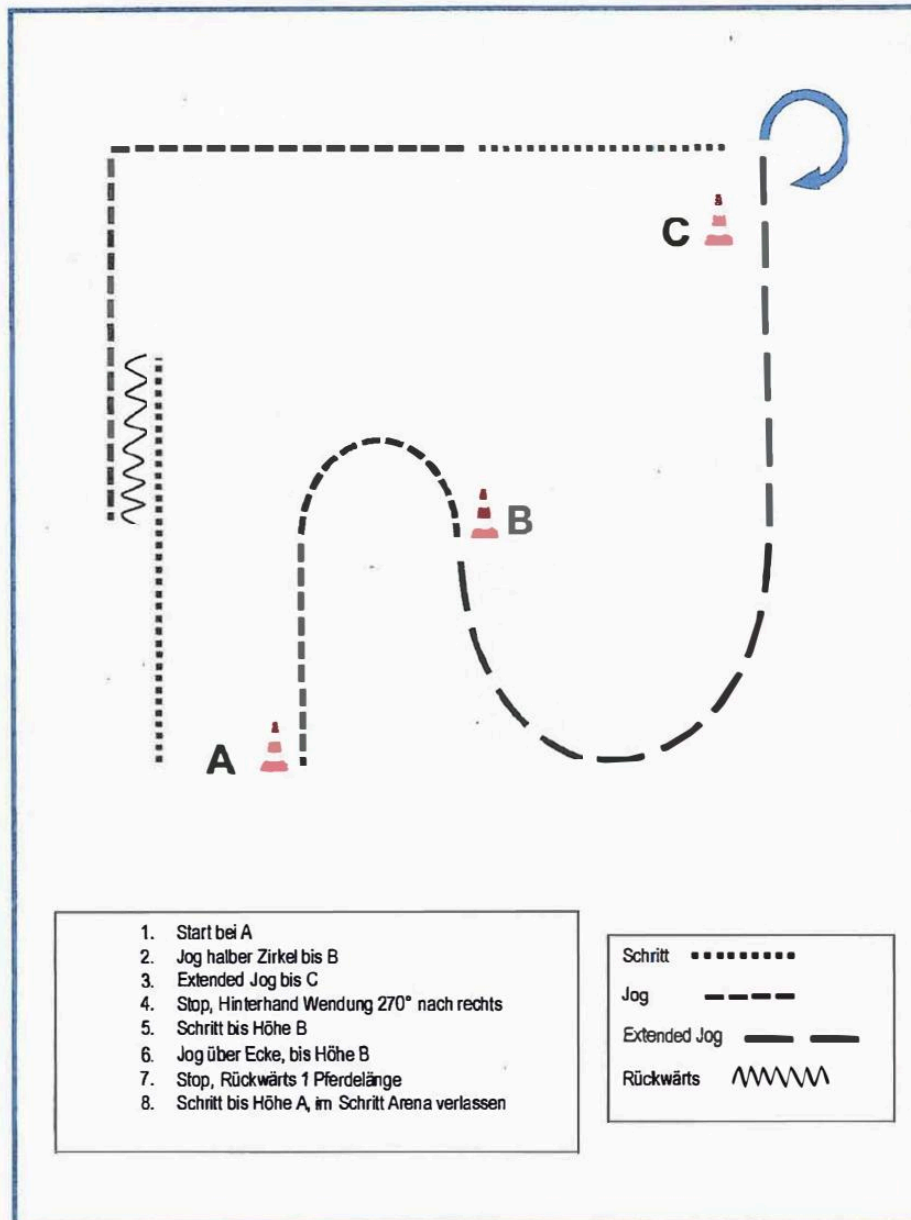 C
B
A
1. Start bei A
2. Jog halber Zirkel bis B
3. Extended Jog bis C
4. Stop, Hinterhand Wendung 270° nach rechts
5. Schritt bis Höhe B
6. Jog über Ecke, bis Höhe B
7. Stop, Rückwärts 1 Pferdelänge
8. Schritt bis Höhe A, im Schritt Arena verlassen
Schritt
Jog
Extended Jog
Rückwärts